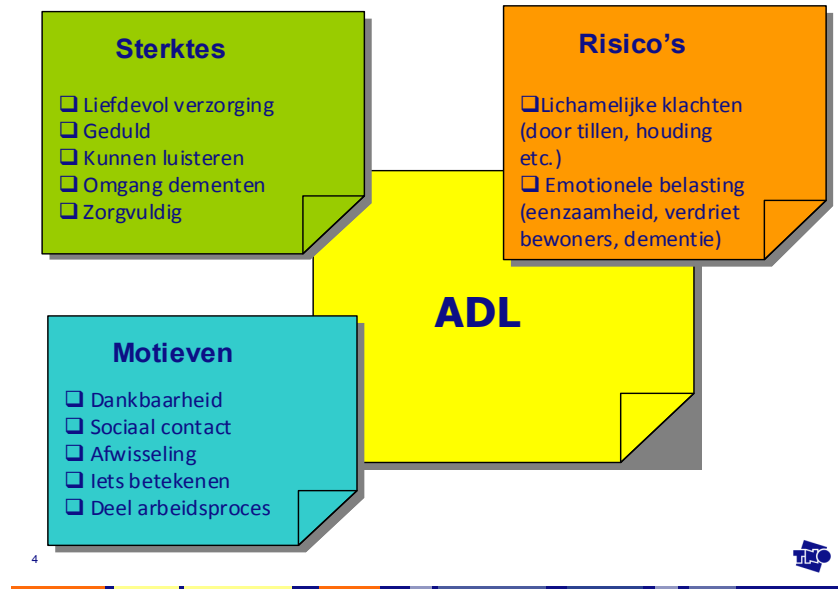 Sterktes
❑ Liefdevol verzorging
❑ Geduld
❑ Kunnen luisteren
❑ Omgang dementen
❑ Zorgvuldig
Risico’s
❑Lichamelijke klachten
(door tillen, houding
etc.)
❑ Emotionele belasting
(eenzaamheid, verdriet
bewoners, dementie)
ADL
Motieven
❑ Dankbaarheid
❑ Sociaal contact
❑ Afwisseling
❑ Iets betekenen
❑ Deel arbeidsproces
4
TNO